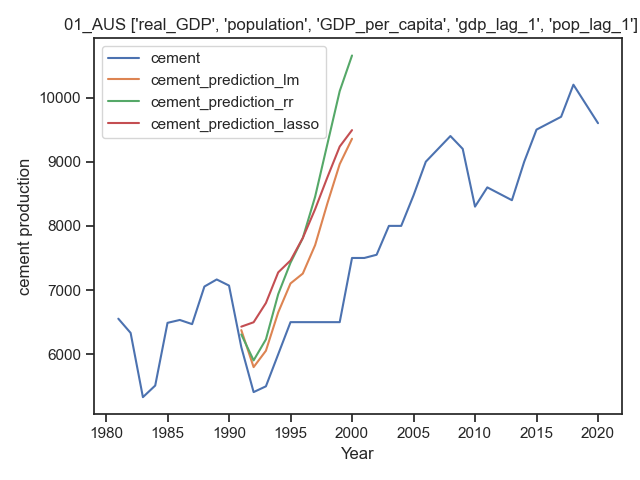 01_AUS ['real_GDP', 'population', 'GDP_per_capita', 'gdp_lag_1', 'pop_lag_1']
cement
cement_prediction_lm
cement_prediction_rr
cement_prediction_lasso
cement production
10000
9000
8000
7000
6000
1980 1985 1990 1995 2000 2005 2010 2015 2020
Year